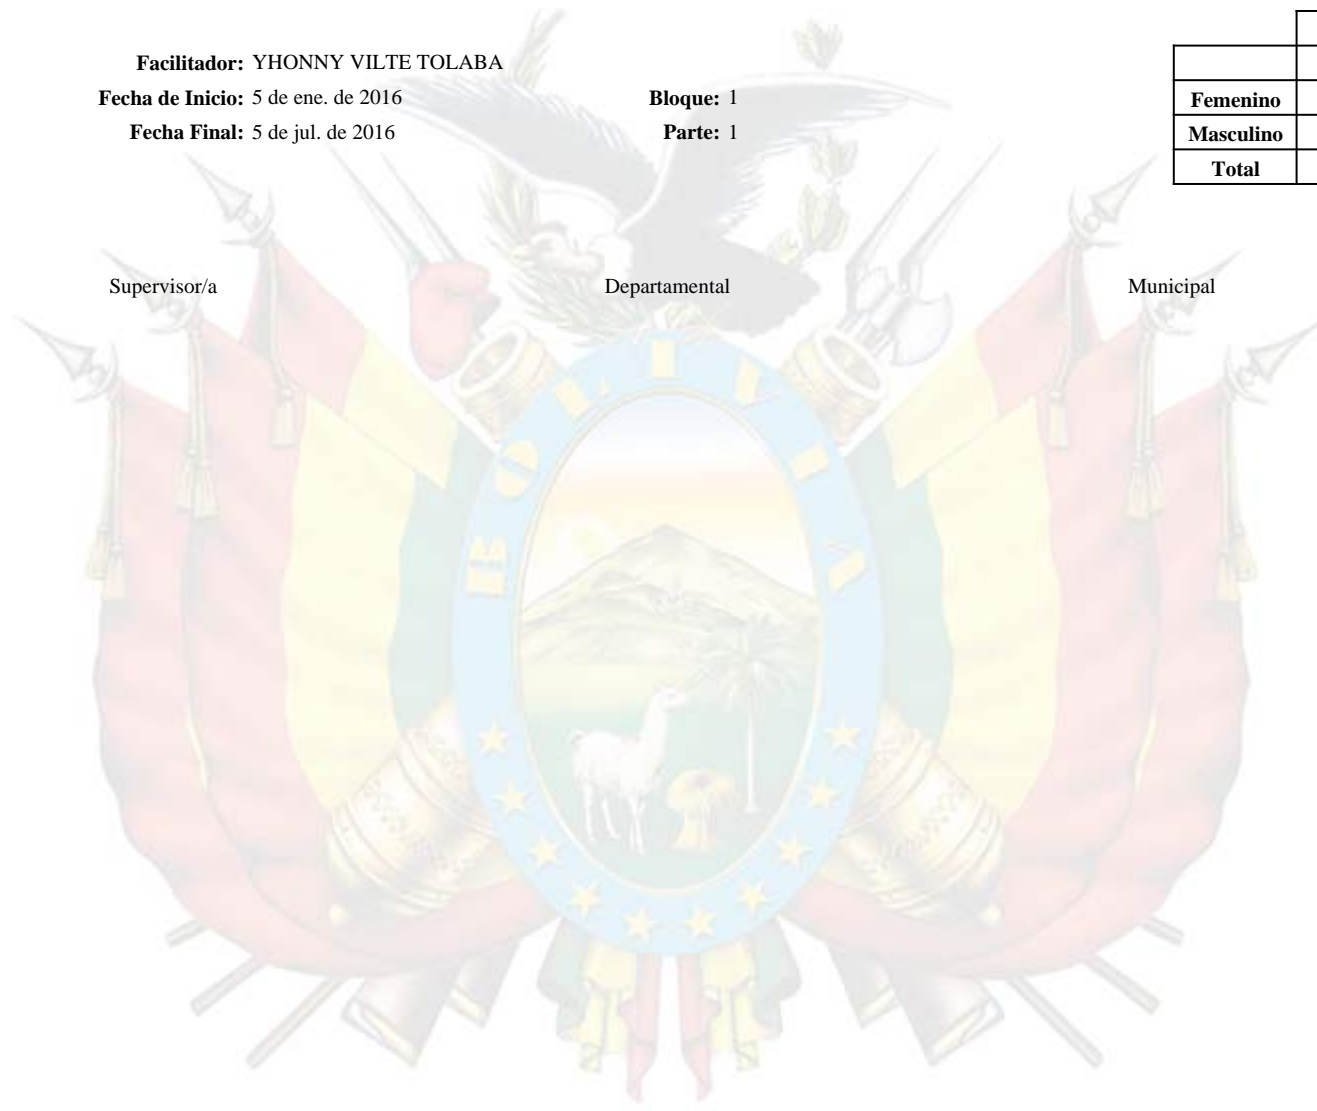 Facilitador: YHONNY VILTE TOLABA
Fecha de Inicio: 5 de ene. de 2016 Bloque: 1
Fecha Final: 5 de jul. de 2016 Parte: 1
Femenino
Masculino
Total
Supervisor/a Departamental Municipal
BOLIVIA